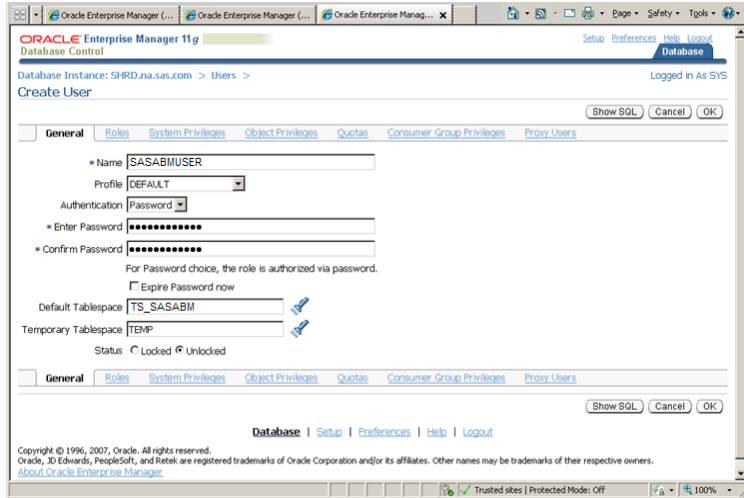 Oracle Enterprise Manager (...
Oracle Enterprise Manager (...
Oracle Enterprise Manag...
Page
Safety
Tools
ORACLE Enterprise Manager 11g
Setup Preferences Help Logout
Database Control
Database
Database Instance: SHRD.na.sas.com > Users >
Logged in As SYS
Create User
Show SQL Cancel OK
General Roles System Privileges Object Privileges Quotas Consumer Group Privileges Proxy Users
* Name SASABMUSER
Profile DEFAULT
Authentication Password
* Enter Password ••••••••••••
* Confirm Password ••••••••••••
For Password choice, the role is authorized via password.
Expire Password now
Default Tablespace TS_SASABM
Temporary Tablespace TEMP
Status Locked Unlocked
General Roles System Privileges Object Privileges Quotas Consumer Group Privileges Proxy Users
Show SQL Cancel OK
Database | Setup | Preferences | Help | Logout
Copyright © 1996, 2007, Oracle. All rights reserved.
Oracle, JD Edwards, PeopleSoft, and Retek are registered trademarks of Oracle Corporation and/or its affiliates. Other names may be trademarks of their respective owners.
About Oracle Enterprise Manager
Trusted sites | Protected Mode: Off
100%